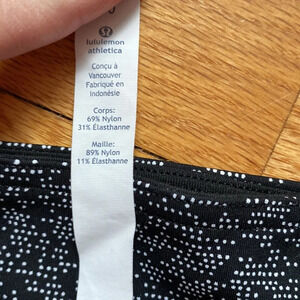 lululemon
athletica
Conçu à
Vancouver
Fabriqué en
Indonésie
Corps:
69% Nylon
31% Élasthanne
Maille:
89% Nylon
11% Élasthanne